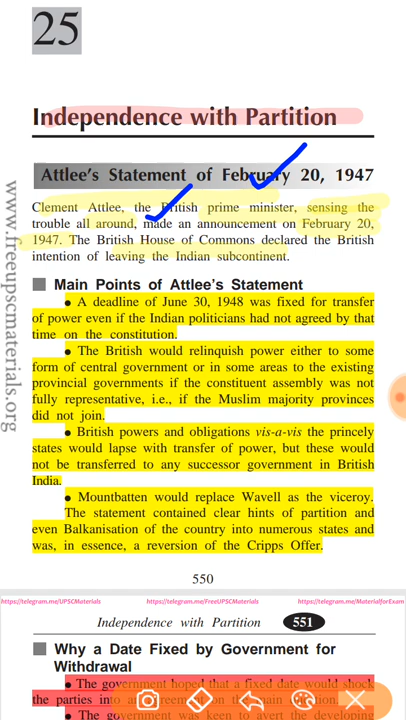 25
Independence with Partition
Attlee's Statement of February 20, 1947
Clement Attlee, the British prime minister, sensing the
trouble all around, made an announcement on February 20,
1947. The British House of Commons declared the British
intention of leaving the Indian subcontinent.
Main Points of Attlee's Statement
● A deadline of June 30, 1948 was fixed for transfer
of power even if the Indian politicians had not agreed by that
time on the constitution.
● The British would relinquish power either to some
form of central government or in some areas to the existing
provincial governments if the constituent assembly was not
fully representative, i.e., if the Muslim majority provinces
did not join.
● British powers and obligations vis-a-vis the princely
states would lapse with transfer of power, but these would
not be transferred to any successor government in British
India.
● Mountbatten would replace Wavell as the viceroy.
The statement contained clear hints of partition and
even Balkanisation of the country into numerous states and
was, in essence, a reversion of the Cripps Offer.
www.freeupscmaterials.org
550
https://telegram.me/UPSCMaterials https://telegram.me/FreeUPSCMaterials https://telegram.me/MaterialforExam
Independence with Partition 551
Why a Date Fixed by Government for
Withdrawal
● The government hoped that a fixed date would shock
the parties into an agreement on the main question.
● The government was keen to avert the developing